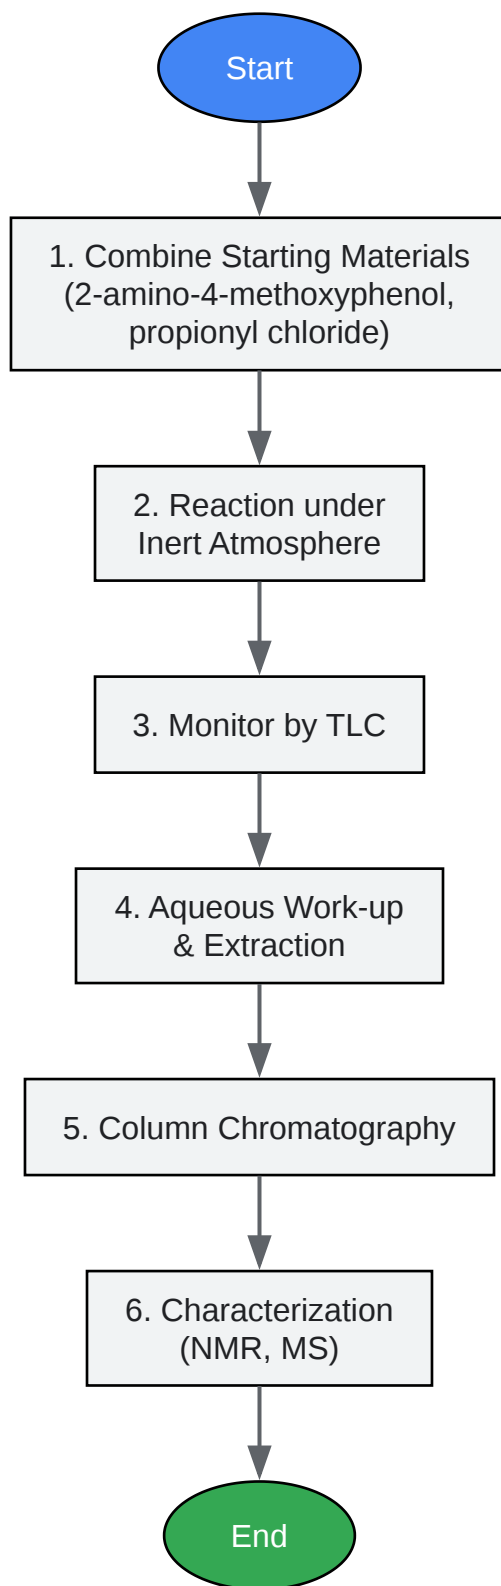 Start
1. Combine Starting Materials
(2-amino-4-methoxyphenol,
propionyl chloride)
2. Reaction under
Inert Atmosphere
3. Monitor by TLC
4. Aqueous Work-up
& Extraction
5. Column Chromatography
6. Characterization
(NMR, MS)
End